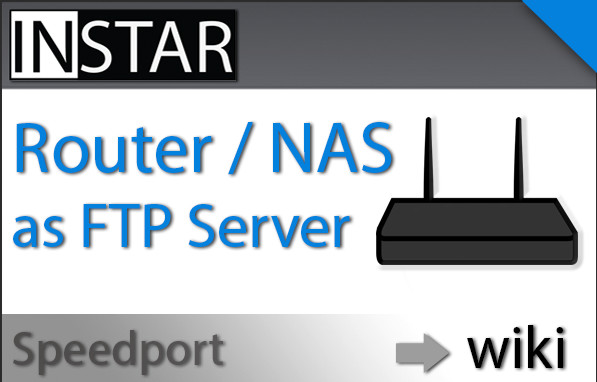 INSTAR
Router / NAS
as FTP Server
Speedport
wiki